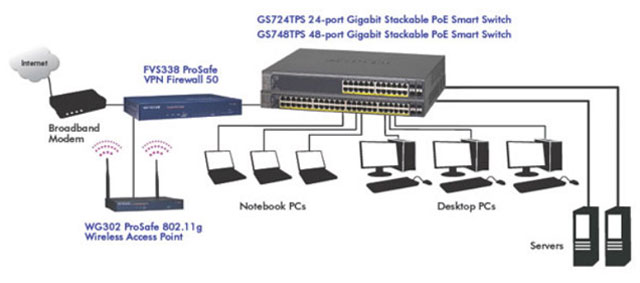 GS724TPS 24-port Gigabit Stackable PoE Smart Switch
GS748TPS 48-port Gigabit Stackable PoE Smart Switch
Internet
FVS338 ProSafe
VPN Firewall 50
Broadband
Modem
Notebook PCs
Desktop PCs
WG302 ProSafe 802.11g
Wireless Access Point
Servers